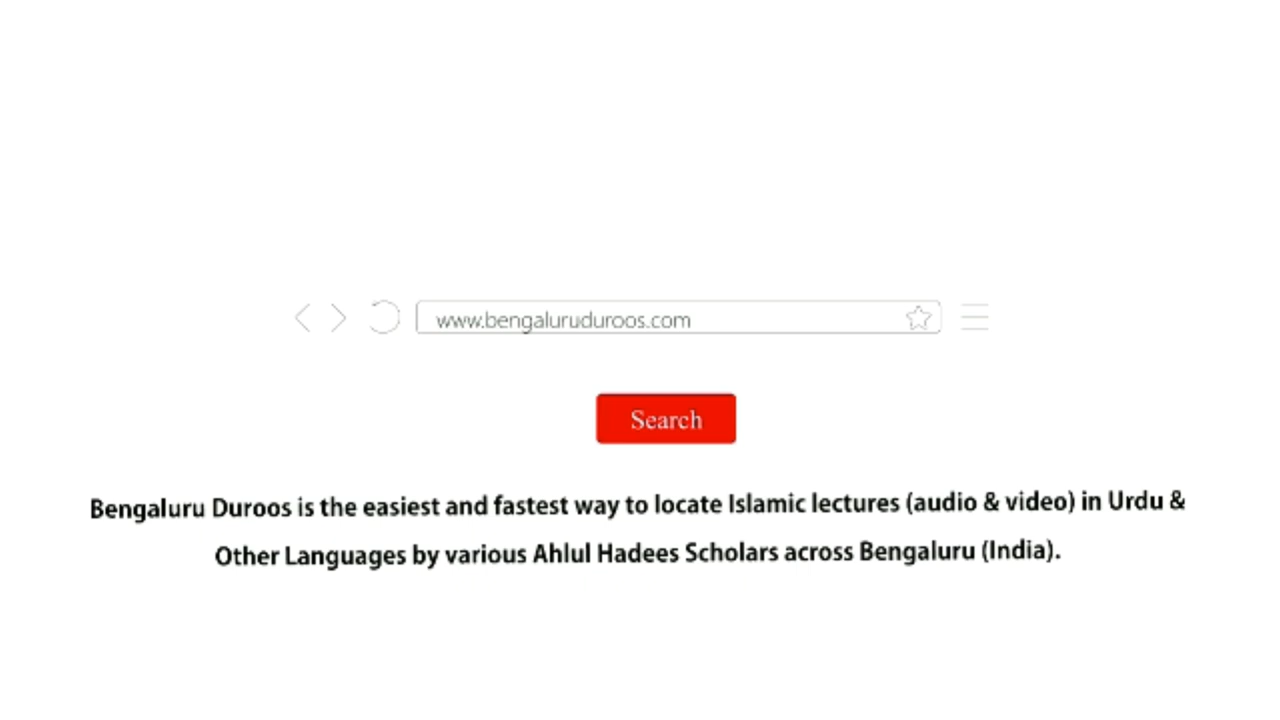 www.bengaluruduroos.com
Search
Bengaluru Duroos is the easiest and fastest way to locate Islamic lectures (audio & video) in Urdu &
Other Languages by various Ahlul Hadees Scholars across Bengaluru (India).